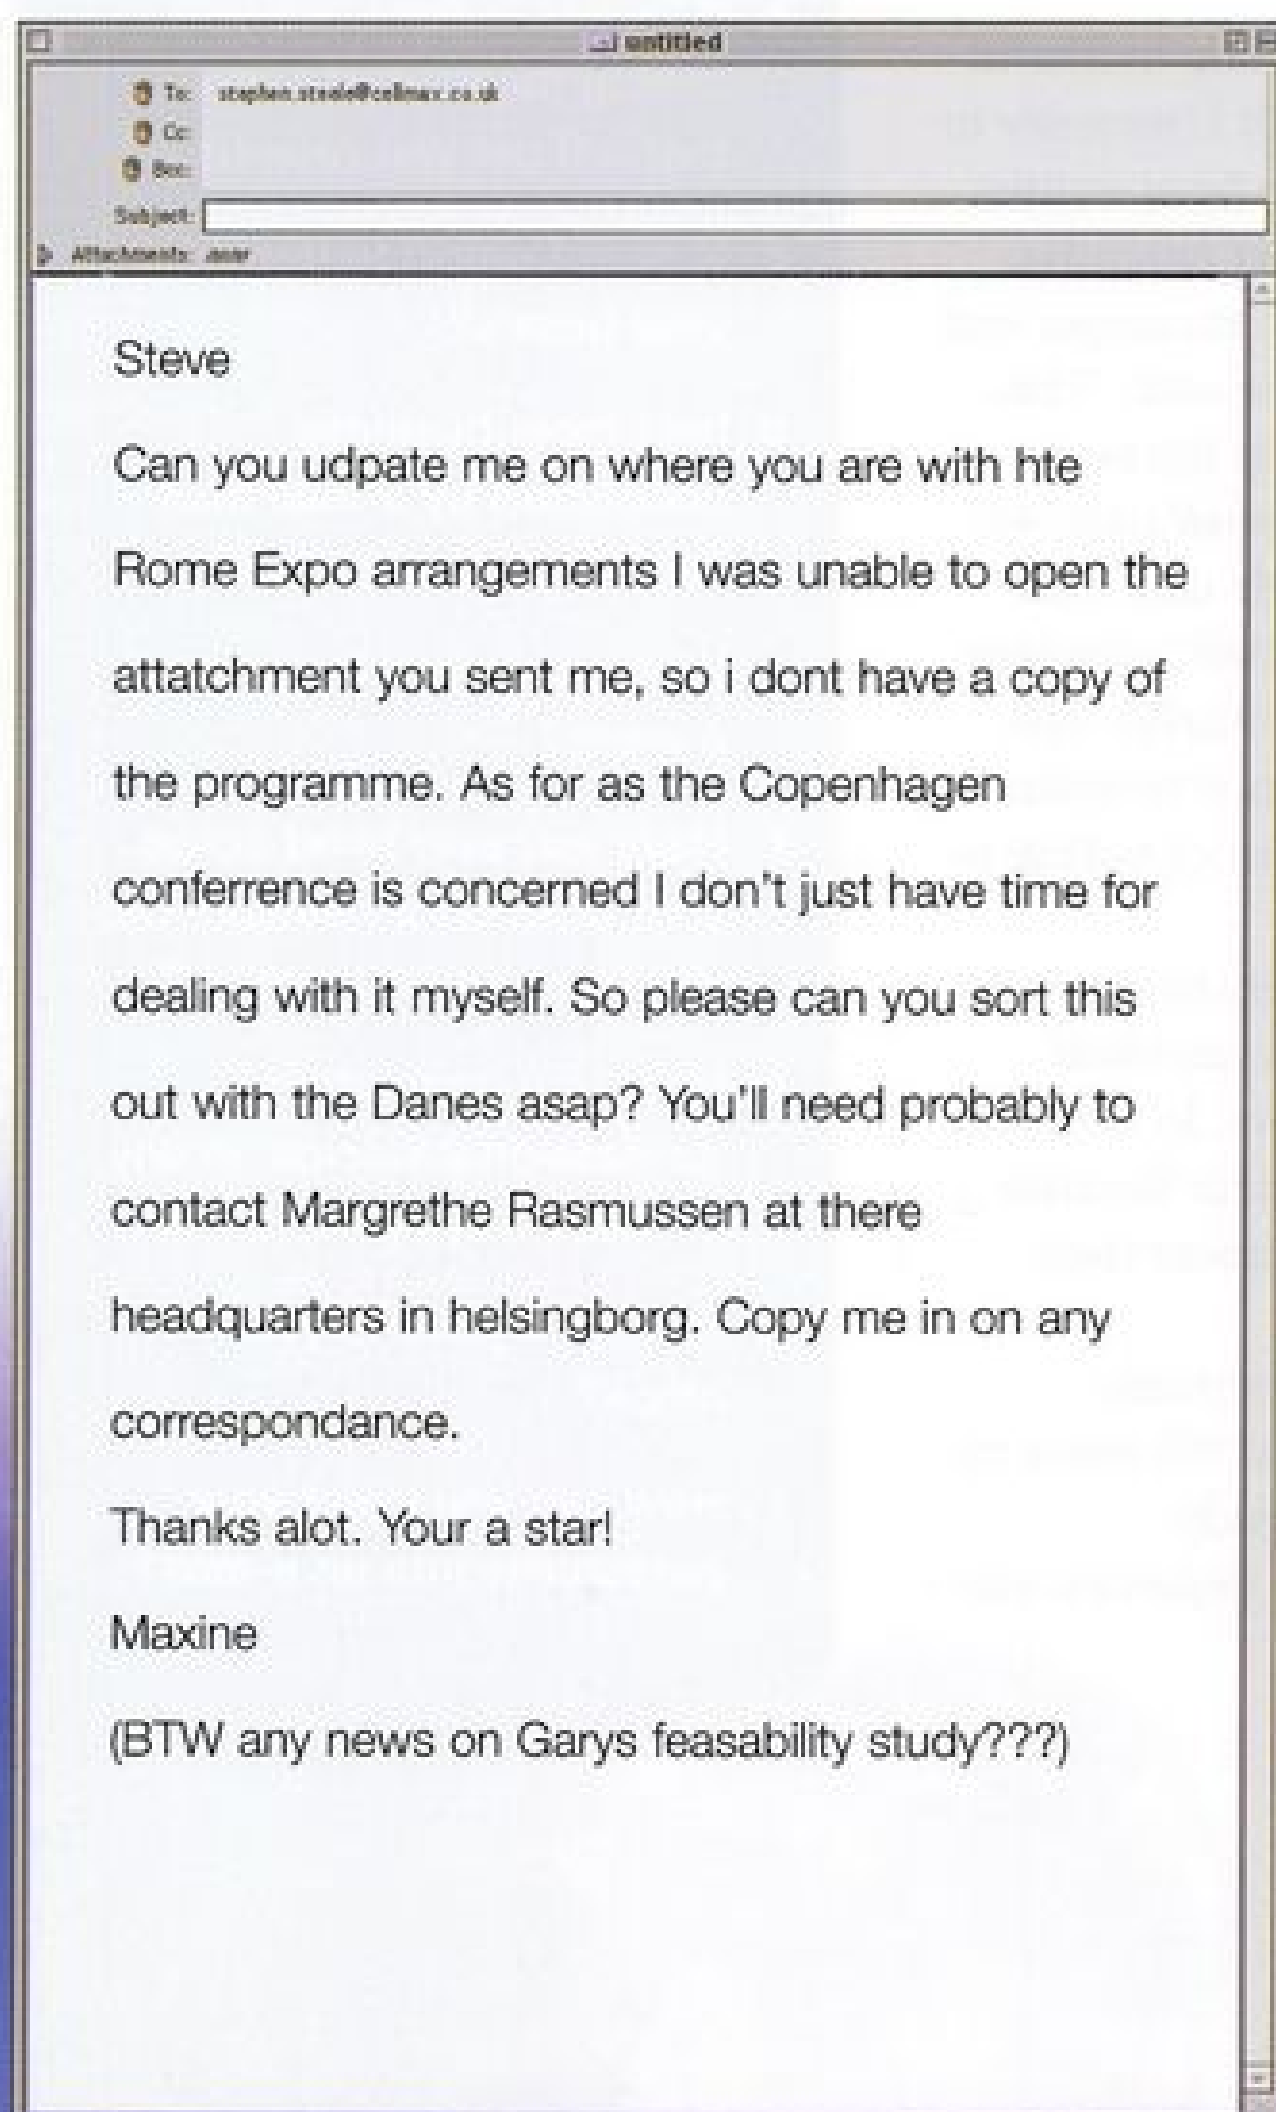 untitled
To: stephen.steele@cellmax.co.uk
Cc:
Bcc:
Subject:
Attachments:
Steve
Can you udpate me on where you are with hte
Rome Expo arrangements I was unable to open the
attatchment you sent me, so i dont have a copy of
the programme. As for as the Copenhagen
conferrence is concerned I don't just have time for
dealing with it myself. So please can you sort this
out with the Danes asap? You'll need probably to
contact Margrethe Rasmussen at there
headquarters in helsingborg. Copy me in on any
correspondance.
Thanks alot. Your a star!
Maxine
(BTW any news on Garys feasability study???)